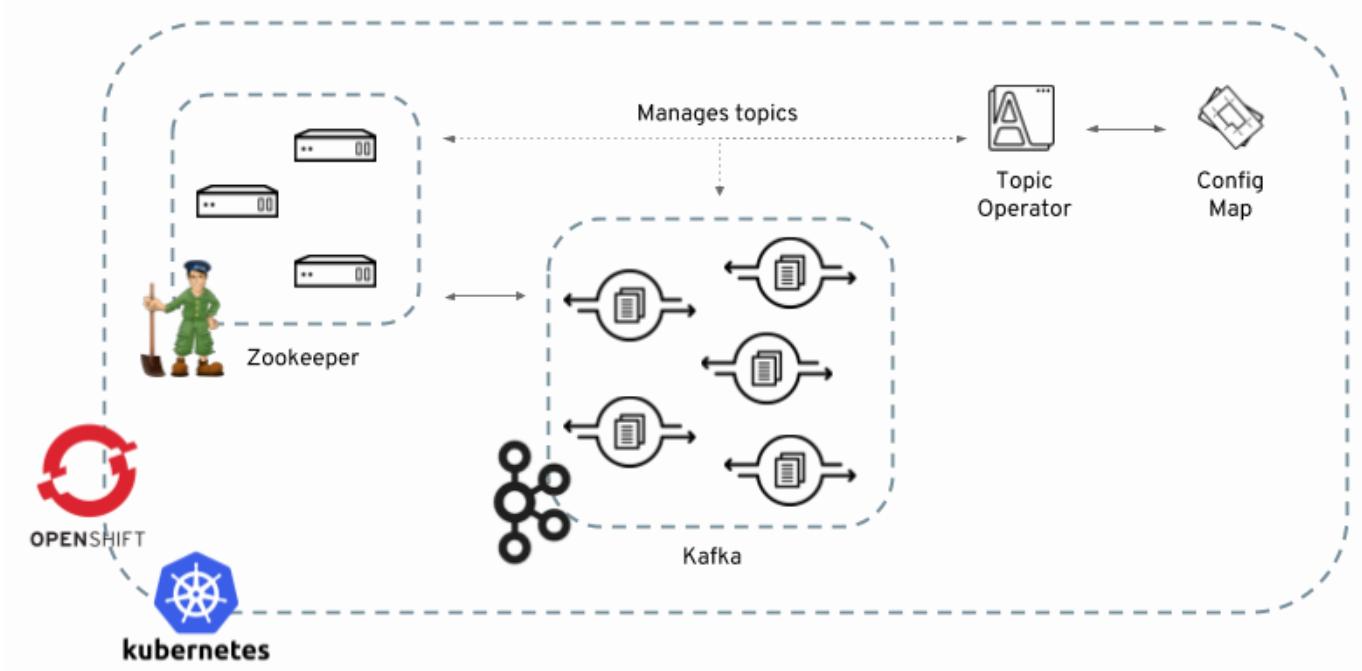 Manages topics
Topic
Operator
Config
Map
Zookeeper
OPENSHIFT
Kafka
kubernetes